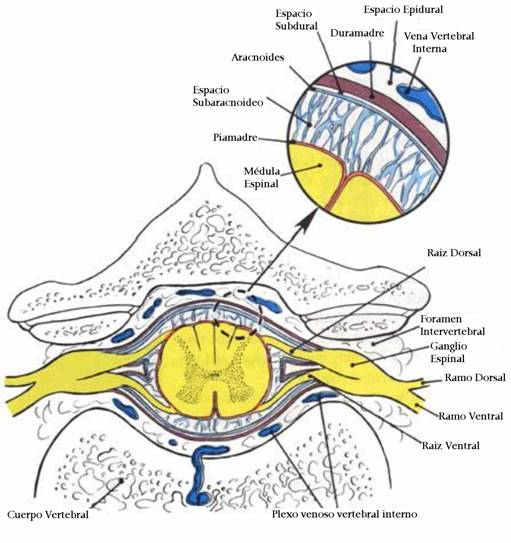 Espacio
Subdural
Espacio Epidural
Duramadre
Vena Vertebral
Interna
Aracnoides
Espacio
Subaracnoideo
Piamadre
Médula
Espinal
Raiz Dorsal
Foramen
Intervertebral
Ganglio
Espinal
Ramo Dorsal
Ramo Ventral
Raiz Ventral
Cuerpo Vertebral
Plexo venoso vertebral interno